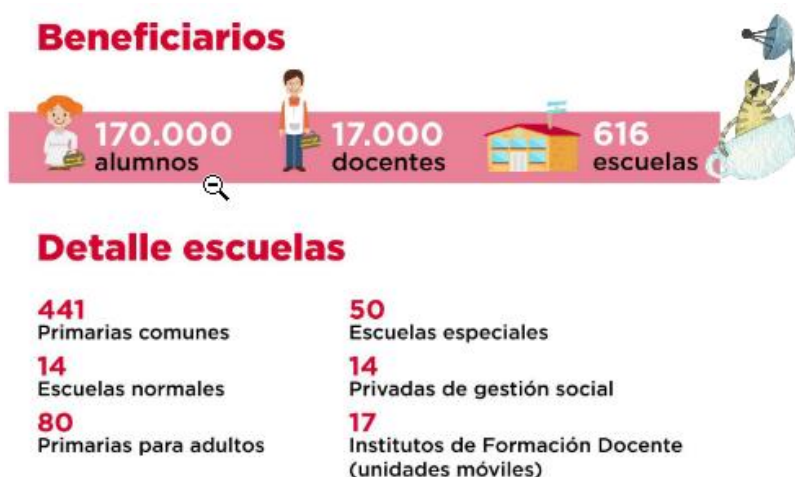 Beneficiarios
170.000
alumnos
17.000
docentes
616
escuelas
Detalle escuelas
441
Primarias comunes
14
Escuelas normales
80
Primarias para adultos
50
Escuelas especiales
14
Privadas de gestión social
17
Institutos de Formación Docente
(unidades móviles)